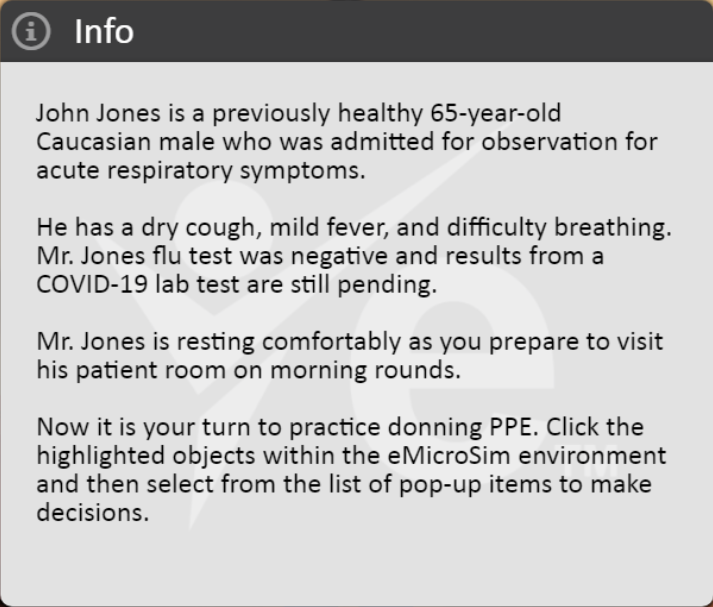 Info
John Jones is a previously healthy 65-year-old
Caucasian male who was admitted for observation for
acute respiratory symptoms.
He has a dry cough, mild fever, and difficulty breathing.
Mr. Jones flu test was negative and results from a
COVID-19 lab test are still pending.
Mr. Jones is resting comfortably as you prepare to visit
his patient room on morning rounds.
Now it is your turn to practice donning PPE. Click the
highlighted objects within the eMicroSim environment
and then select from the list of pop-up items to make
decisions.
e
TM